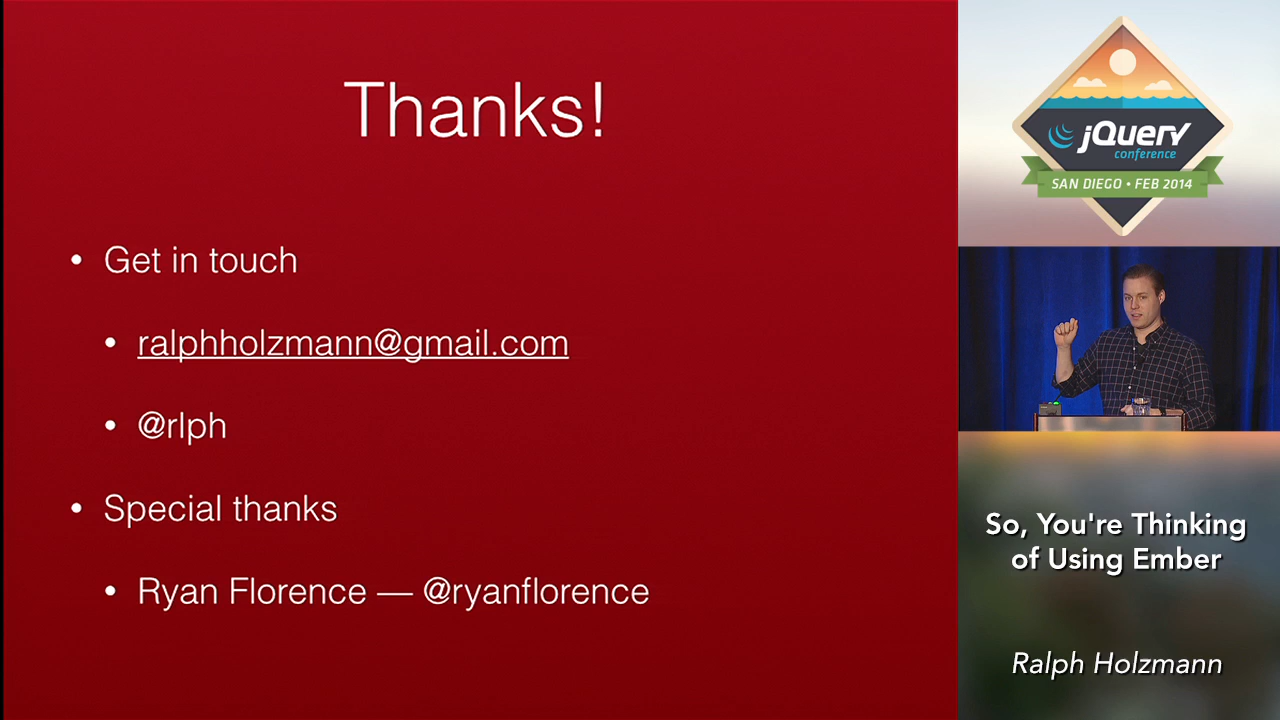 Thanks!
• Get in touch
• ralphholzmann@gmail.com
• @rlph
• Special thanks
• Ryan Florence — @ryanflorence
jQuery
conference
SAN DIEGO • FEB 2014
So, You're Thinking
of Using Ember
Ralph Holzmann